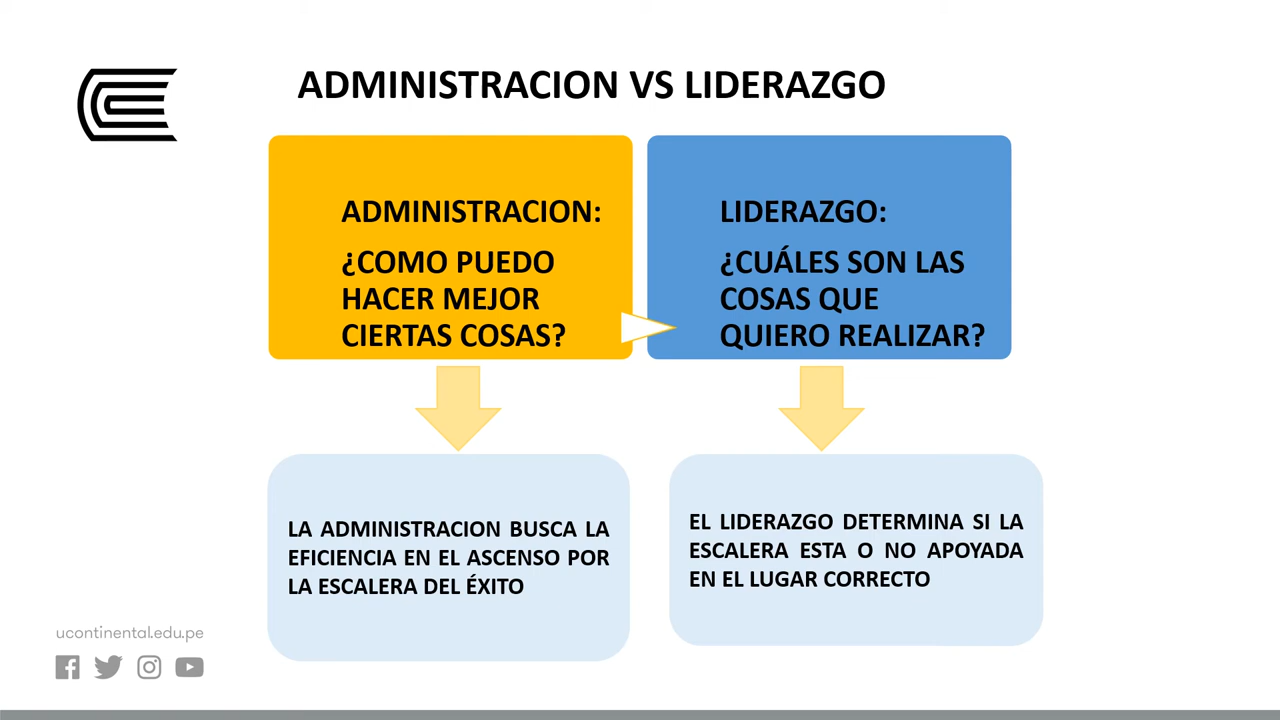 ADMINISTRACION VS LIDERAZGO
ADMINISTRACION:
¿COMO PUEDO
HACER MEJOR
CIERTAS COSAS?
LIDERAZGO:
¿CUÁLES SON LAS
COSAS QUE
QUIERO REALIZAR?
LA ADMINISTRACION BUSCA LA
EFICIENCIA EN EL ASCENSO POR
LA ESCALERA DEL ÉXITO
EL LIDERAZGO DETERMINA SI LA
ESCALERA ESTA O NO APOYADA
EN EL LUGAR CORRECTO
ucontinental.edu.pe